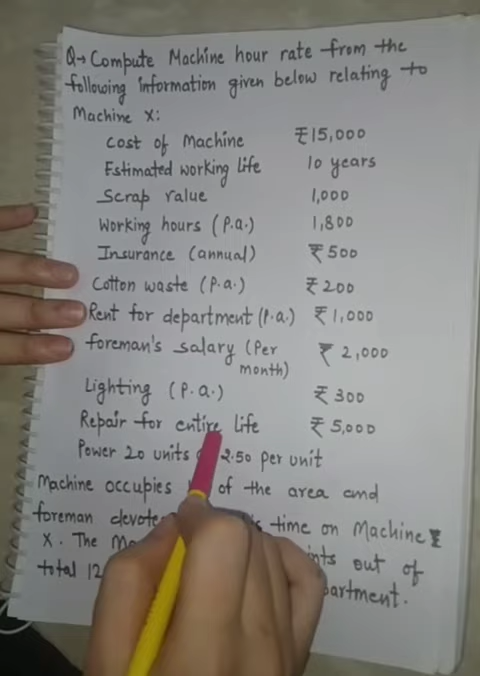 Q→ Compute Machine hour rate from the
following information given below relating to
Machine X:
Cost of Machine ₹15,000
Estimated working life 10 years
Scrap value 1,000
Working hours (P.a.) 1,800
Insurance (annual) ₹500
Cotton waste (P.a.) ₹200
Rent for department (P.a.) ₹1,000
foreman's salary (Per month) ₹2,000
Lighting (P.a.) ₹300
Repair for entire life ₹5,000
Power 20 units 2.50 per unit
Machine occupies of the area and
foreman time on Machine
X. The out of
total